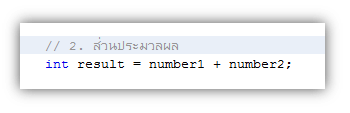 // 2. ส่วนประมวลผล
int result = number1 + number2;